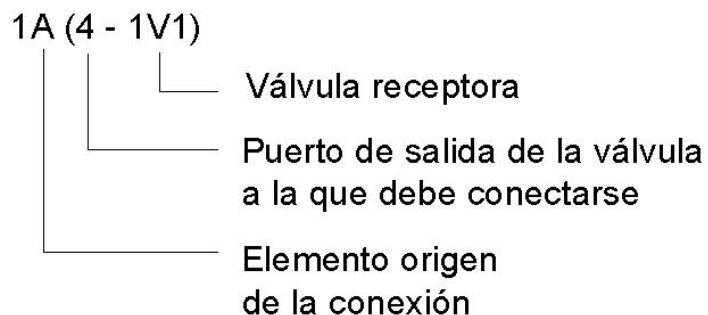 1A (4 - 1V1)
Válvula receptora
Puerto de salida de la válvula
a la que debe conectarse
Elemento origen
de la conexión